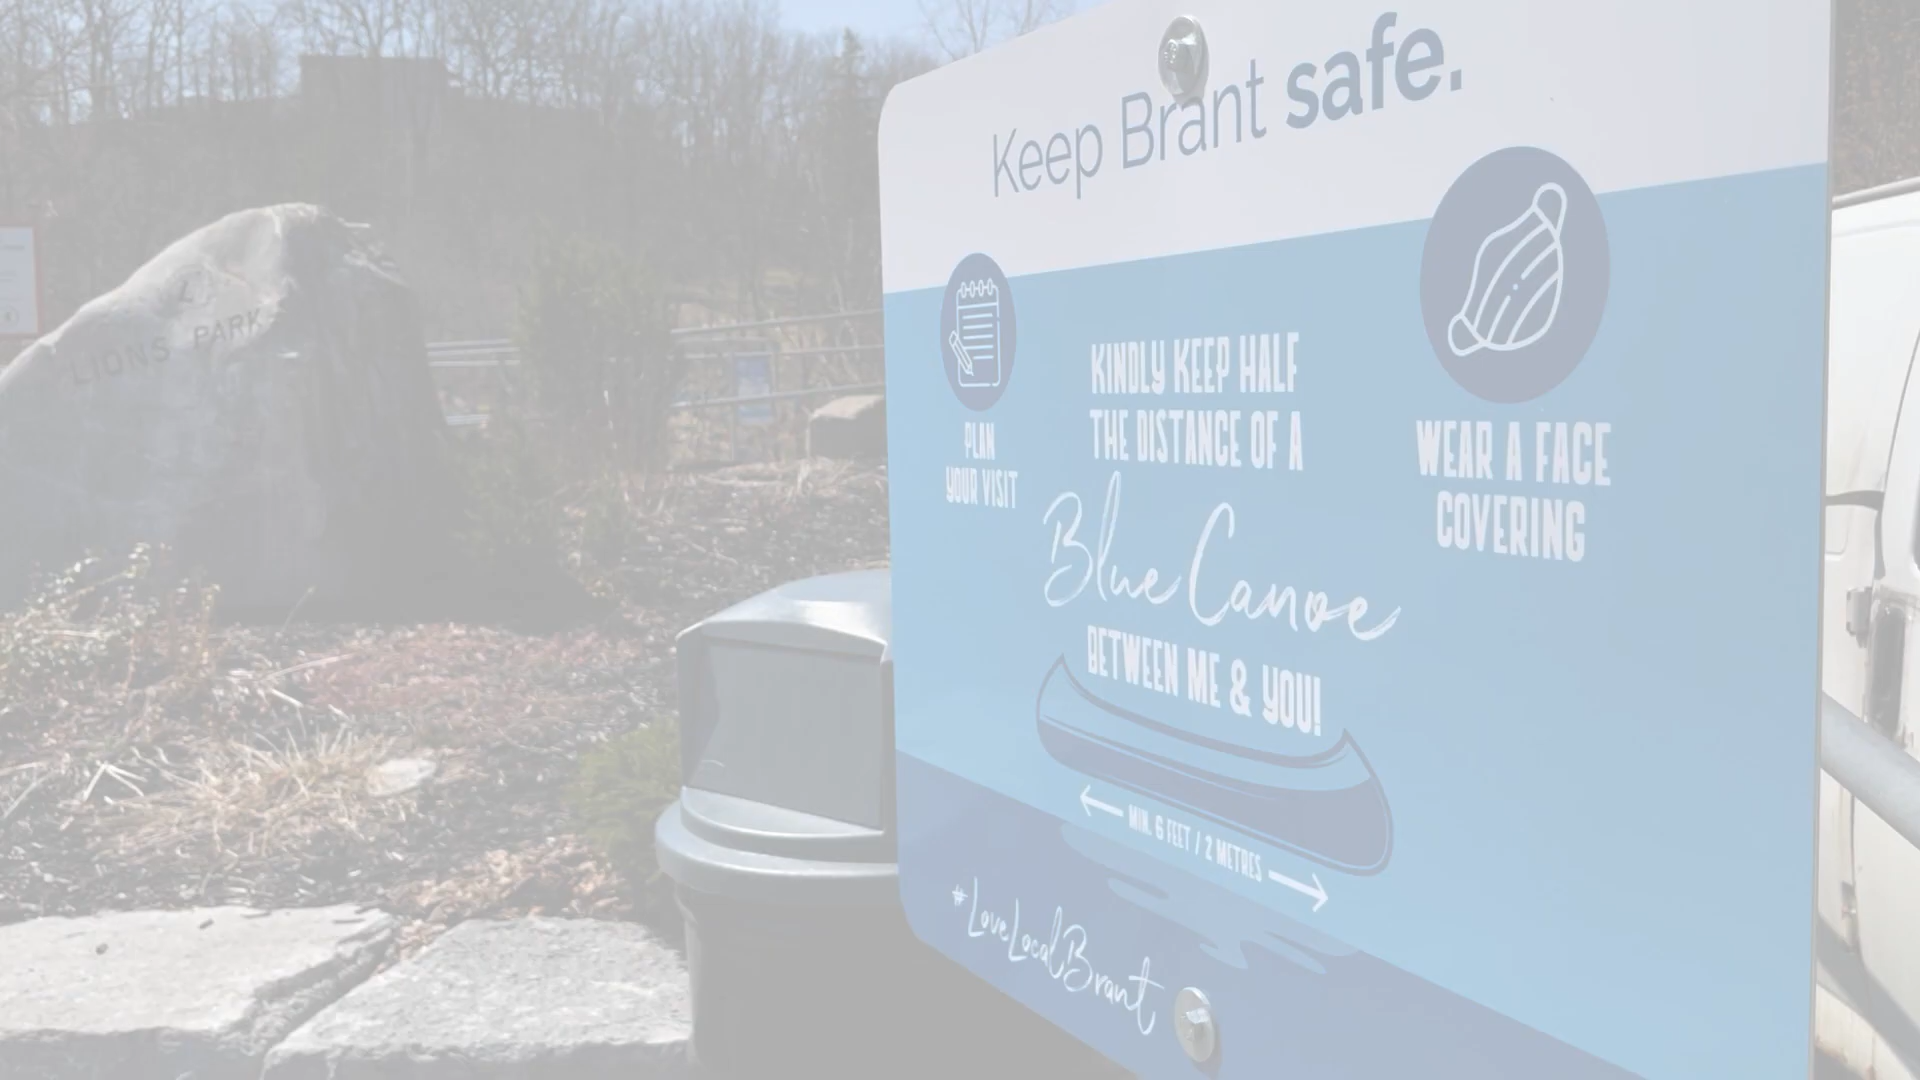 Keep Brant safe.
PLAN
YOUR VISIT
KINDLY KEEP HALF
THE DISTANCE OF A
Blue Canoe
BETWEEN ME & YOU!
MIN. 6 FEET / 2 METRES
WEAR A FACE
COVERING
#LoveLocalBrant
LIONS PARK